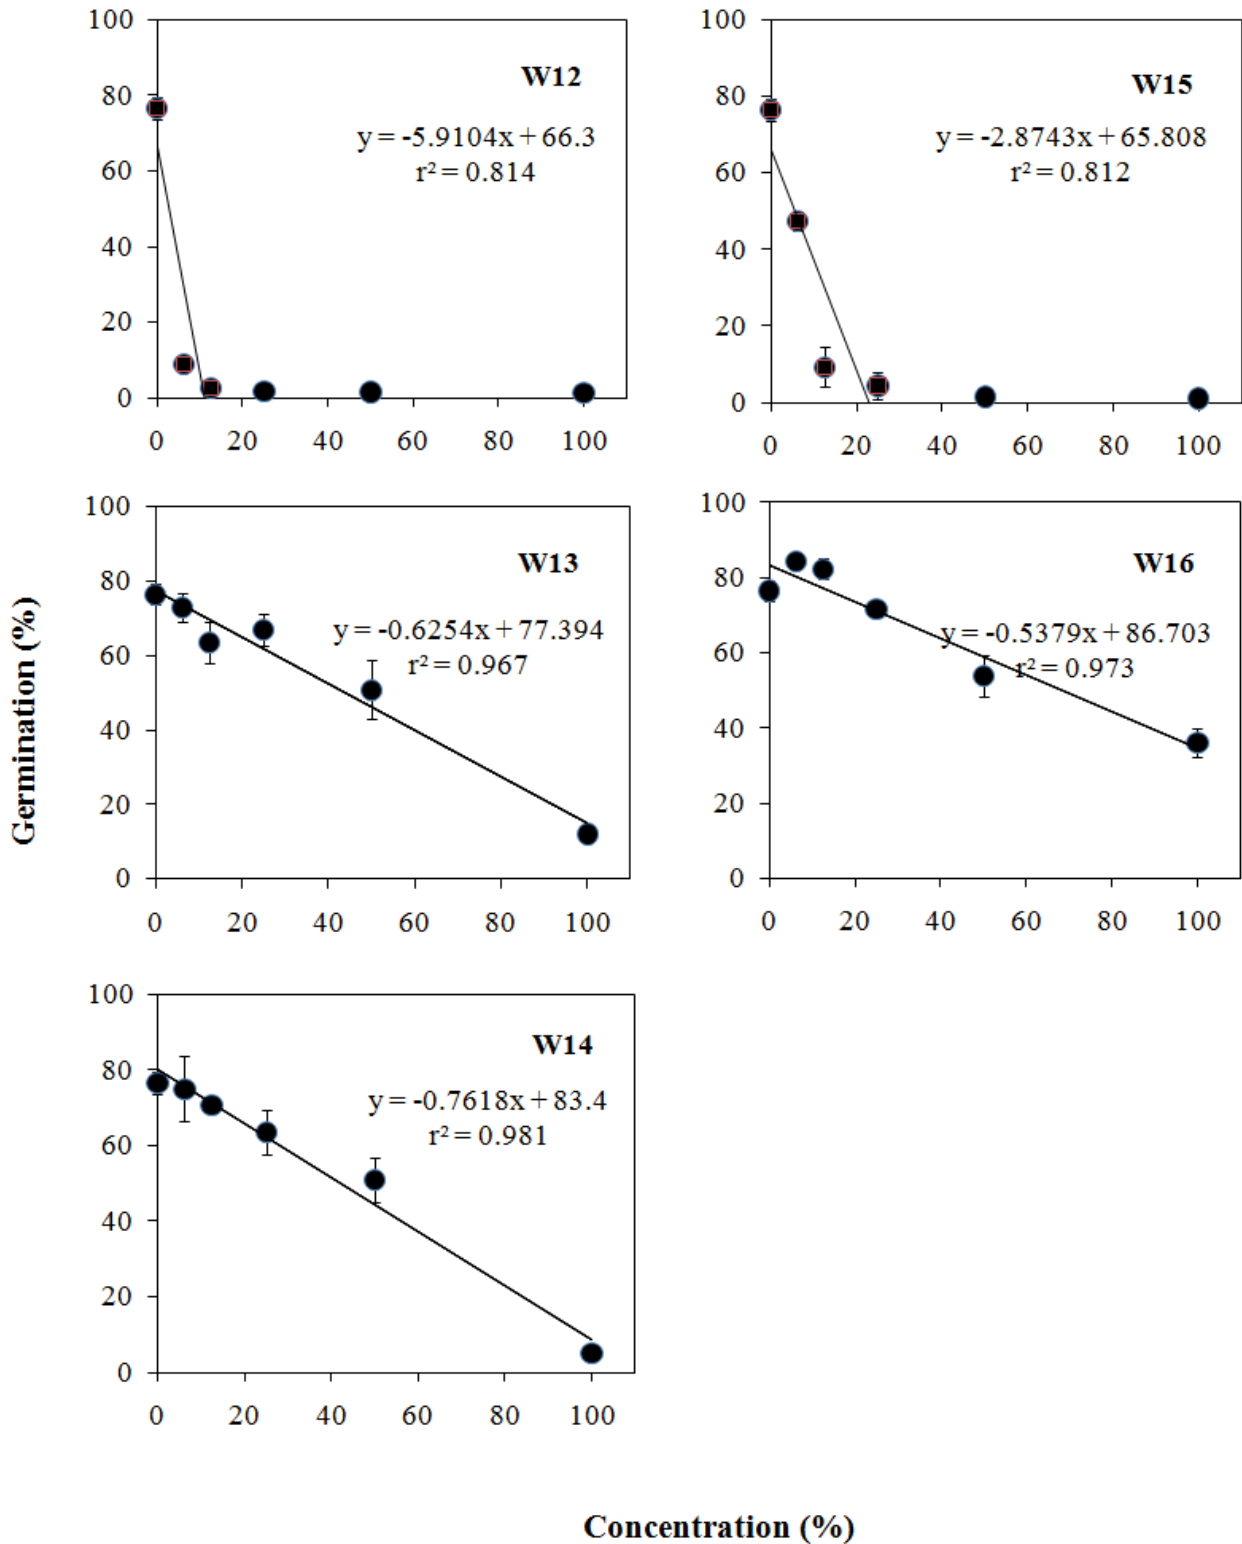 W12
y = -5.9104x + 66.3
r² = 0.814
100
80
60
40
20
0
0 20 40 60 80 100
W15
y = -2.8743x + 65.808
r² = 0.812
100
80
60
40
20
0
0 20 40 60 80 100
Germination (%)
W13
y = -0.6254x + 77.394
r² = 0.967
100
80
60
40
20
0
0 20 40 60 80 100
W16
y = -0.5379x + 86.703
r² = 0.973
100
80
60
40
20
0
0 20 40 60 80 100
W14
y = -0.7618x + 83.4
r² = 0.981
100
80
60
40
20
0
0 20 40 60 80 100
Concentration (%)